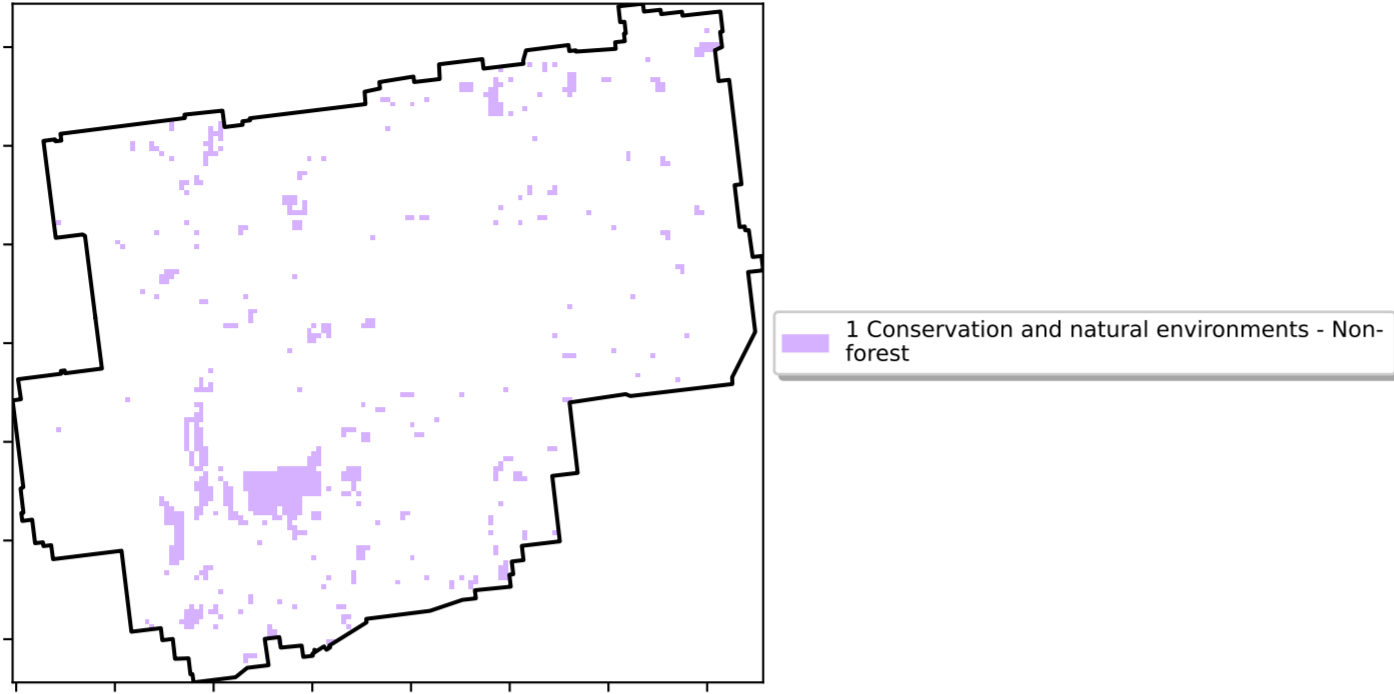 1 Conservation and natural environments - Non-
forest